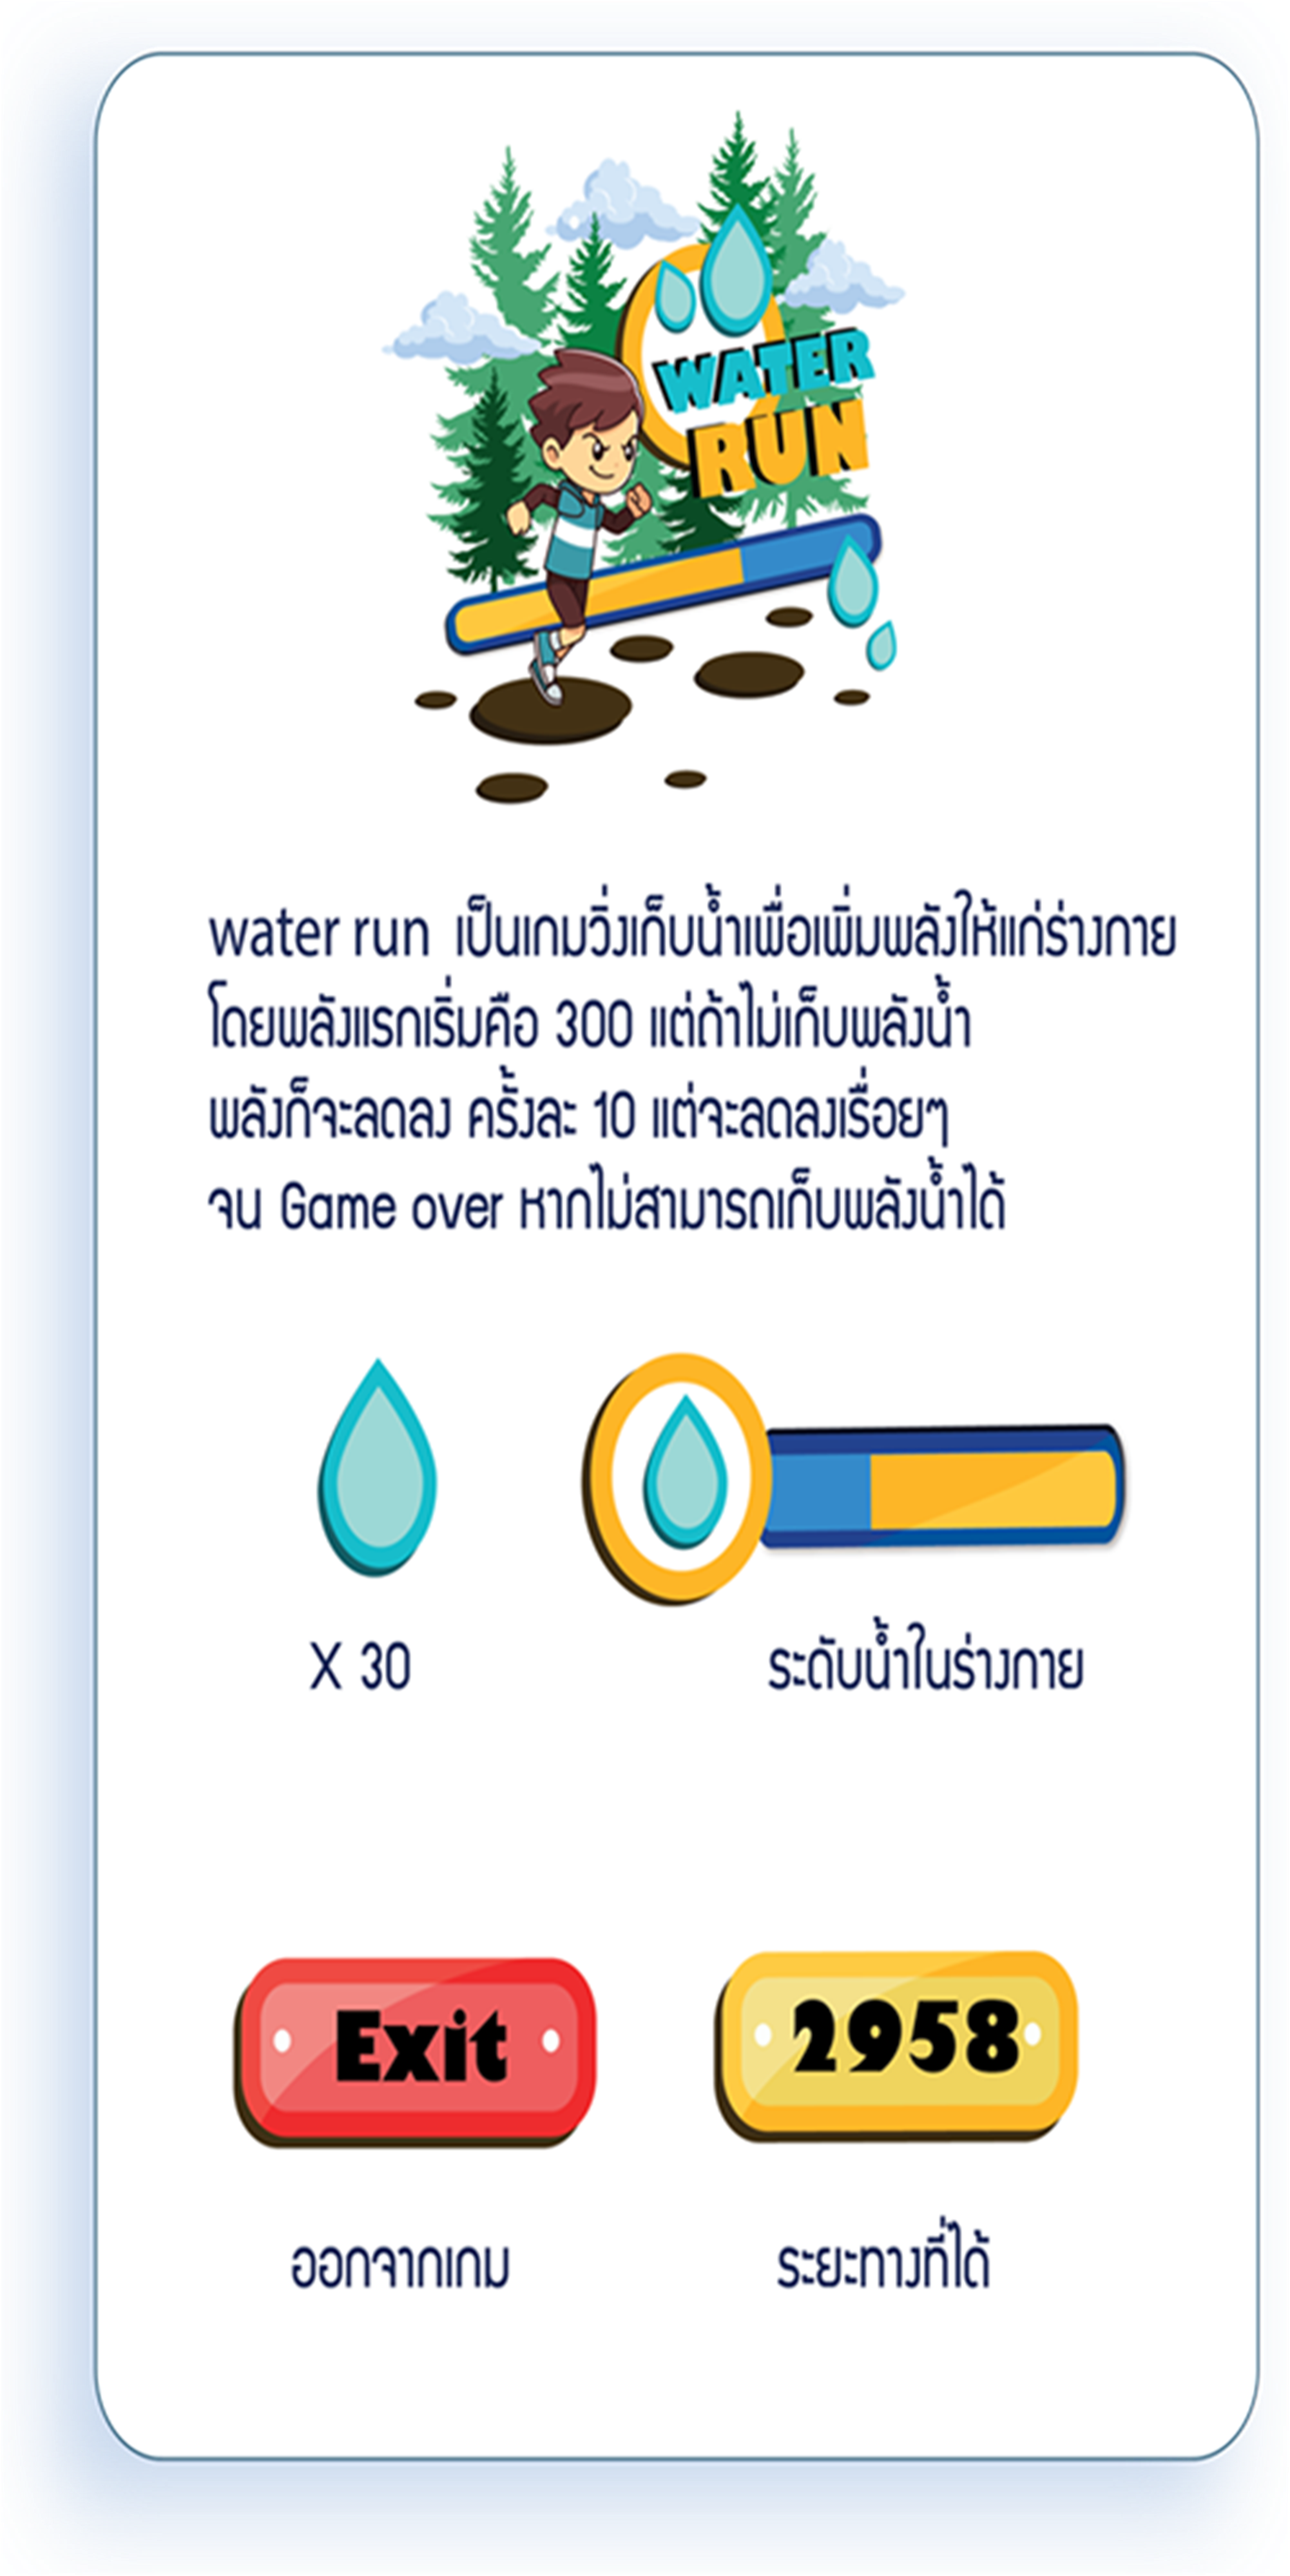 WATER
RUN
water run เป็นเกมวิ่งเก็บน้ำเพื่อเพิ่มพลังให้แก่ร่างกาย
โดยพลังแรกเริ่มคือ 300 แต่ถ้าไม่เก็บพลังน้ำ
พลังก็จะลดลง ครั้งละ 10 แต่จะลดลงเรื่อยๆ
จน Game over หากไม่สามารถเก็บพลังน้ำได้
X 30
ระดับน้ำในร่างกาย
Exit
2958
ออกจากเกม
ระยะทางที่ได้